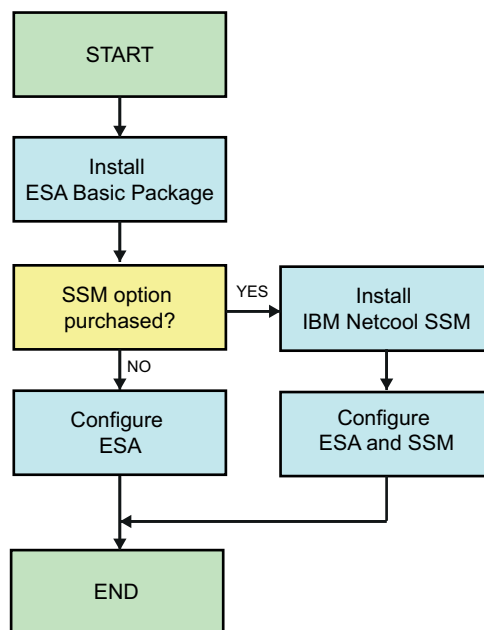 START
Install
ESA Basic Package
SSM option
purchased?
YES
Install
IBM Netcool SSM
NO
Configure
ESA
Configure
ESA and SSM
END